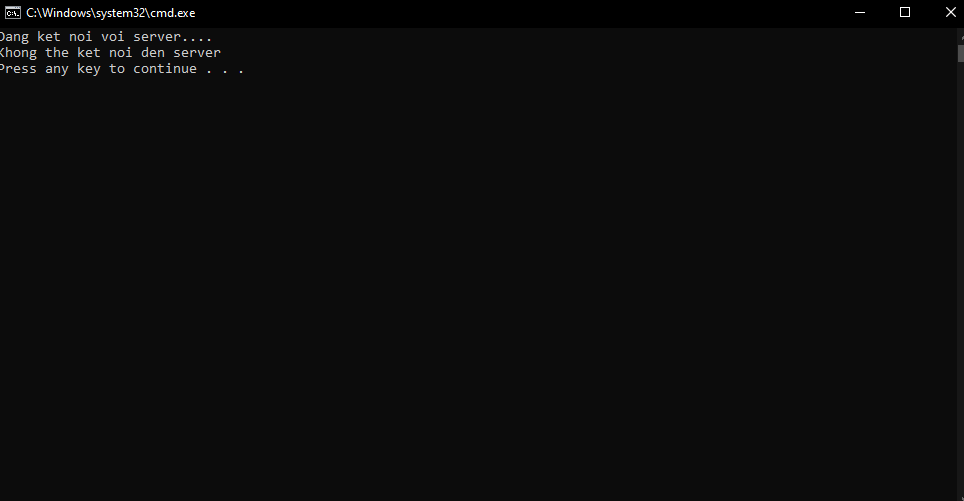 C:\Windows\system32\cmd.exe
Dang ket noi voi server....
Khong the ket noi den server
Press any key to continue . . .